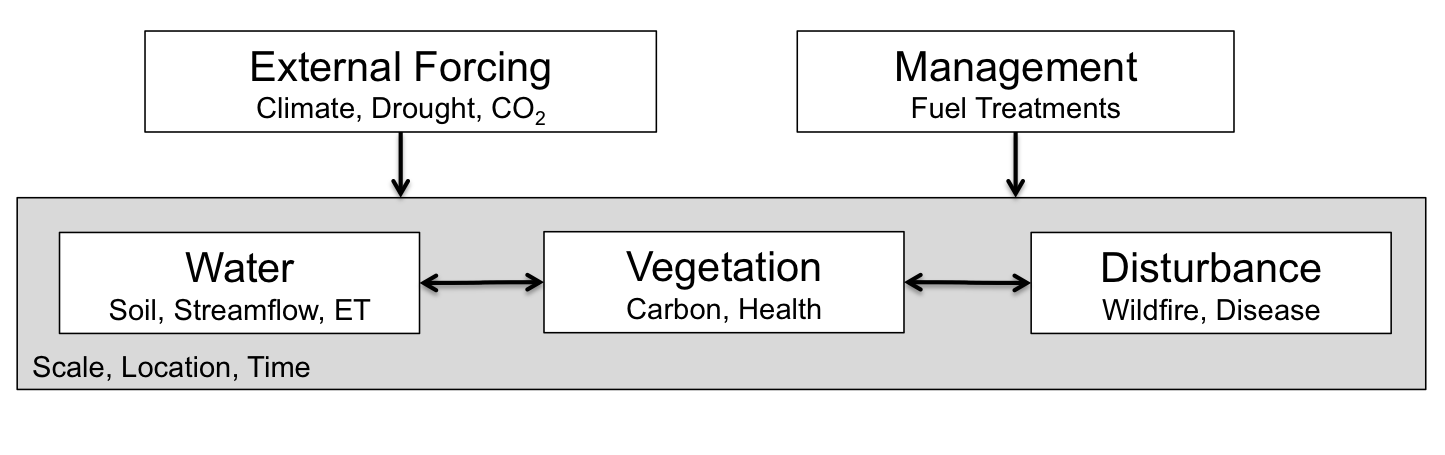 External Forcing
Climate, Drought, CO₂
Management
Fuel Treatments
Water
Soil, Streamflow, ET
Vegetation
Carbon, Health
Disturbance
Wildfire, Disease
Scale, Location, Time